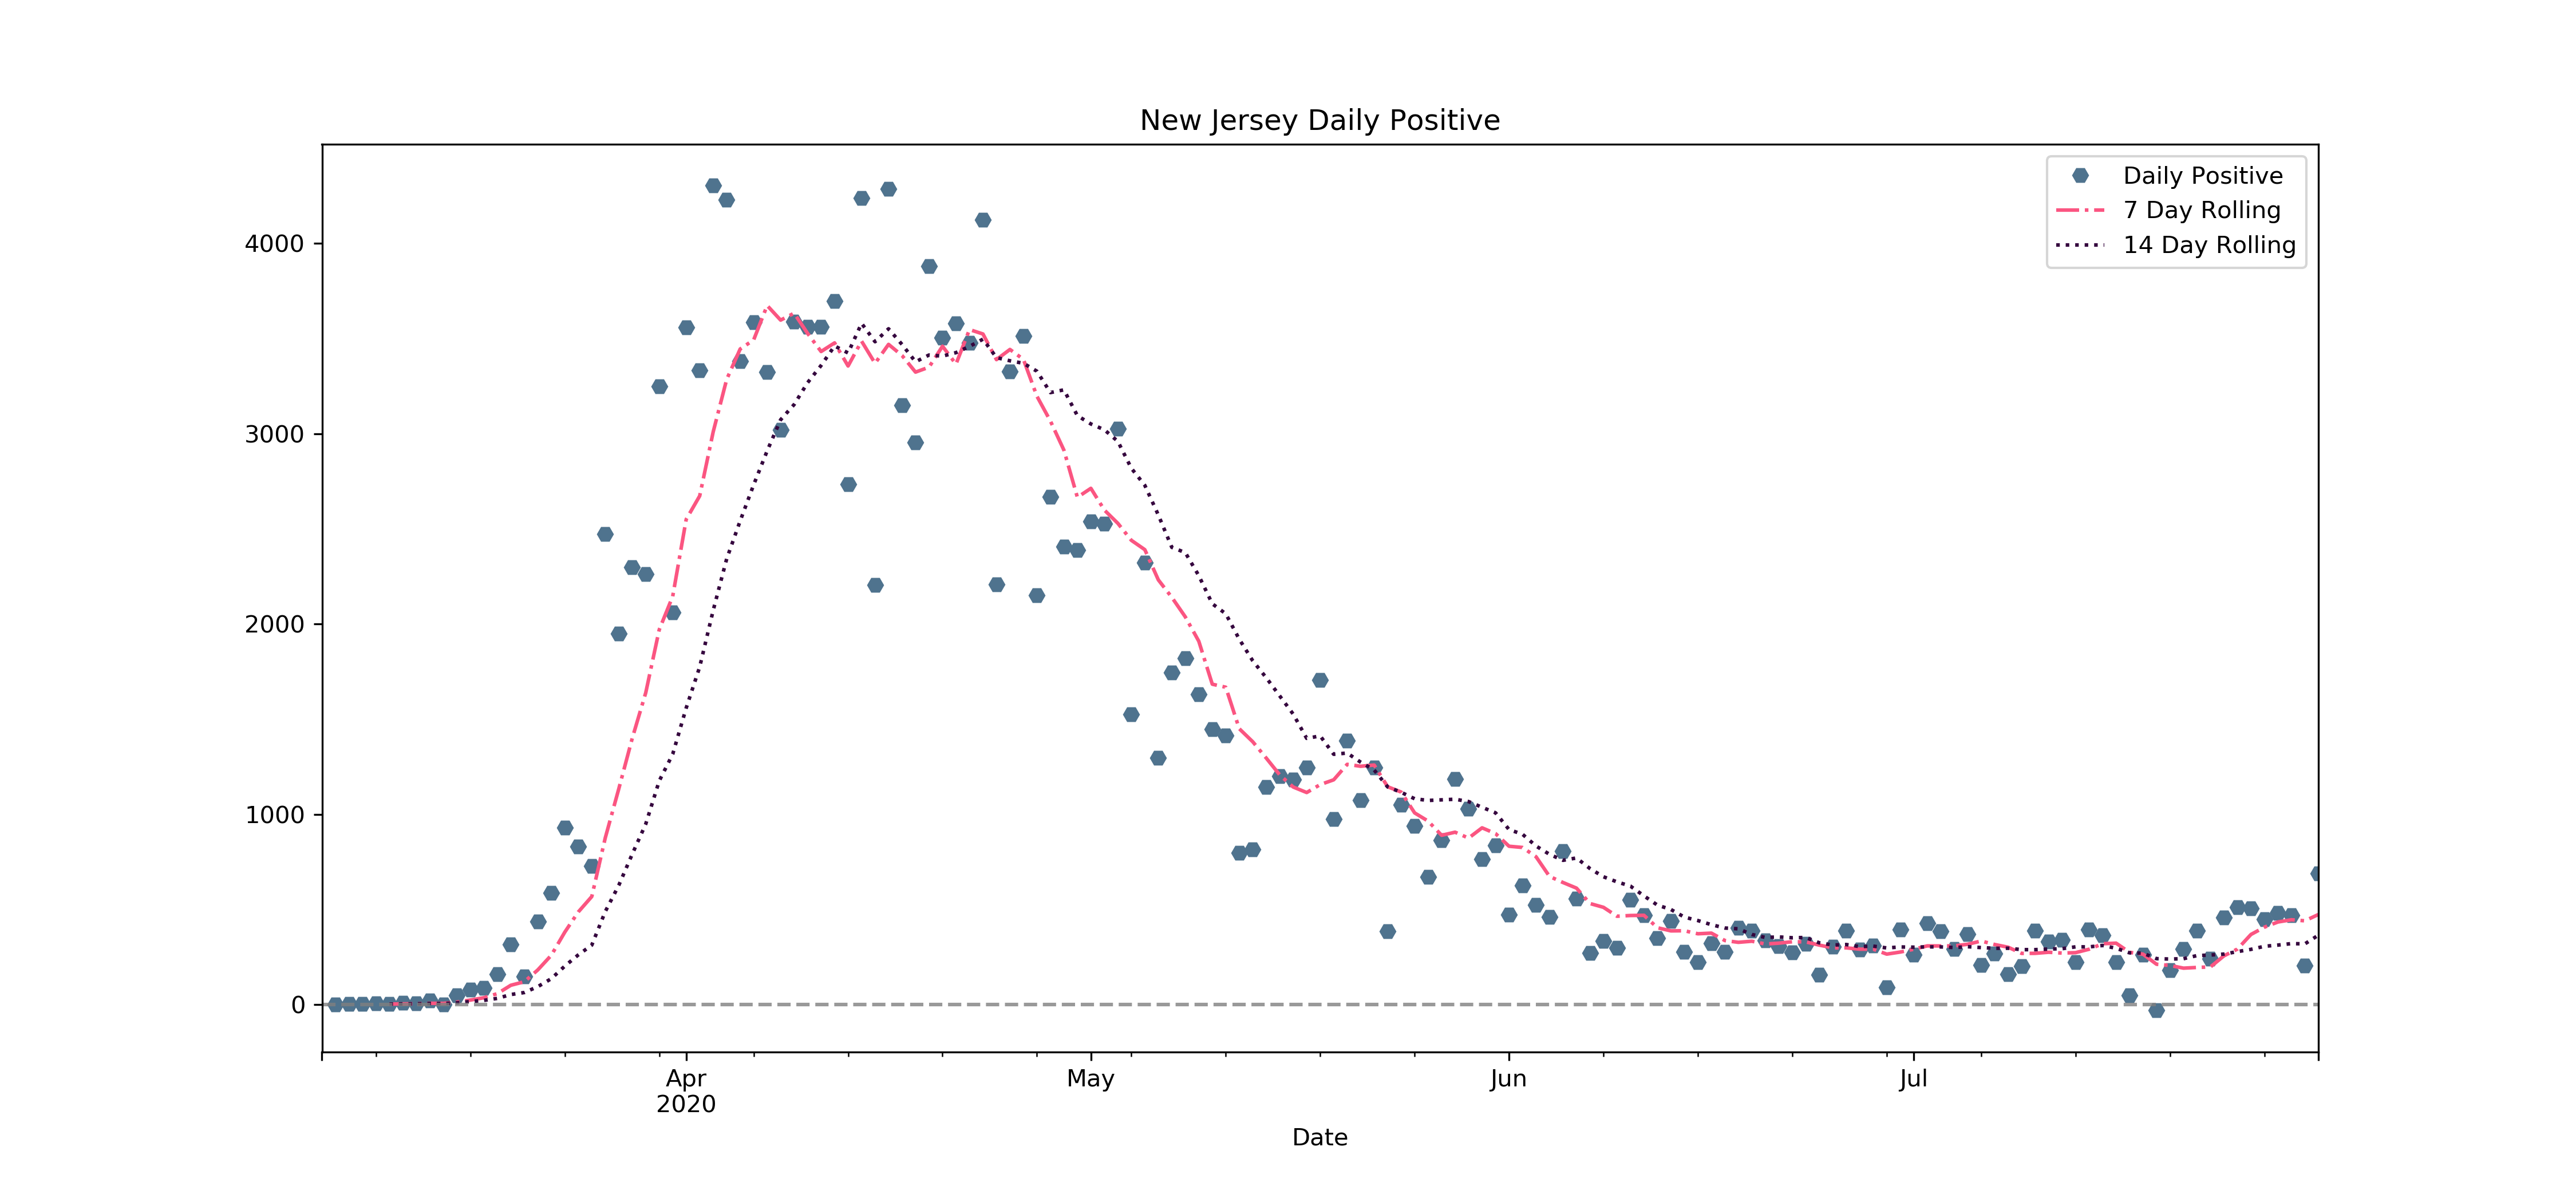 New Jersey Daily Positive
Daily Positive
7 Day Rolling
14 Day Rolling
4000
3000
2000
1000
0
Apr May Jun Jul
2020
Date